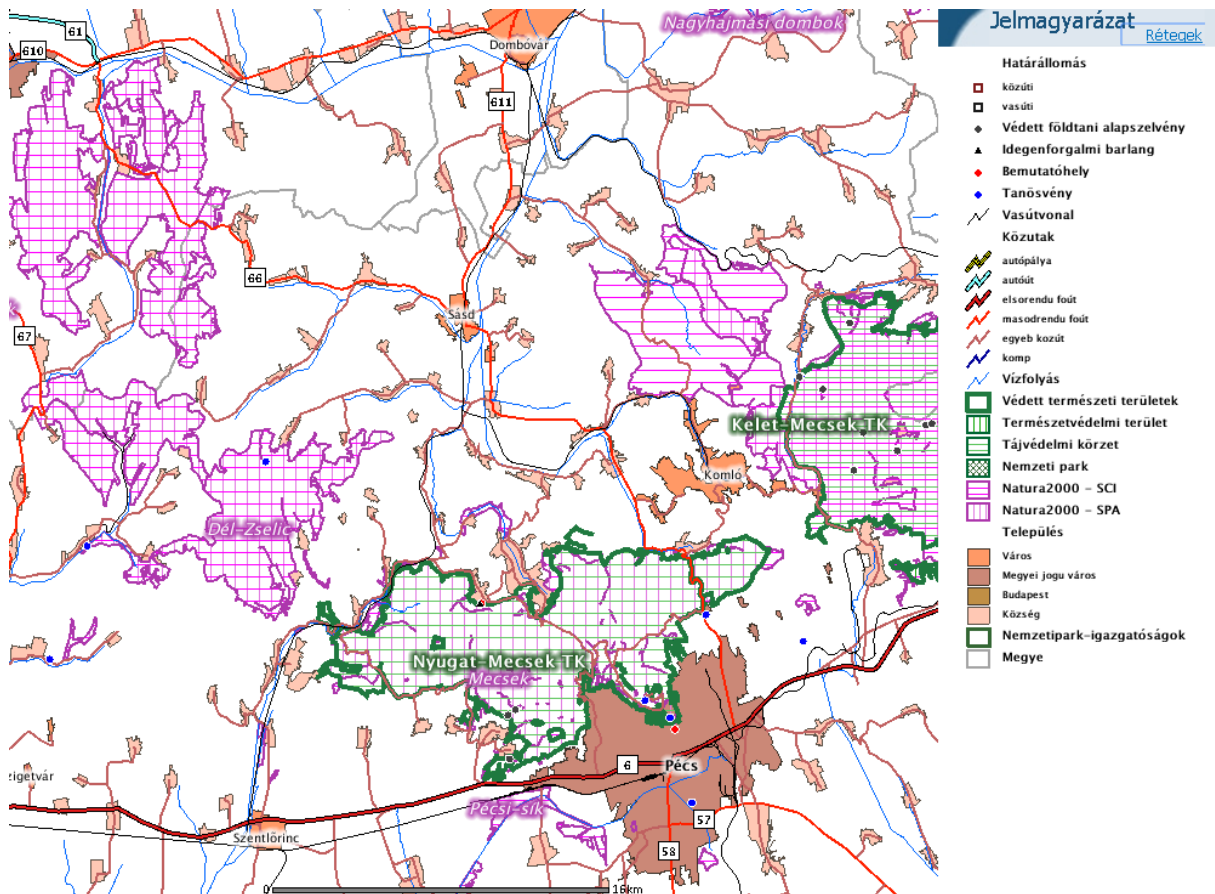 61
610
Nagyhajmási dombok
Dombóvár
611
66
Sásd
67
Kelet-Mecsek-TK
Komló
Dél-Zselic
Nyugat-Mecsek-TK
Mecsek
6
Pécs
zigetvár
Pécsi-sík
57
Szentlőrinc
58
0
16km
Jelmagyarázat
Rétegek
Határállomás
közúti
vasúti
Védett földtani alapszelvény
Idegenforgalmi barlang
Bemutatóhely
Tanösvény
Vasútvonal
Közutak
autópálya
autóút
elsorendu foút
masodrendu foút
egyeb kozút
komp
Vízfolyás
Védett természeti területek
Természetvédelmi terület
Tájvédelmi körzet
Nemzeti park
Natura2000 - SCI
Natura2000 - SPA
Település
Város
Megyei jogu város
Budapest
Község
Nemzetipark-igazgatóságok
Megye